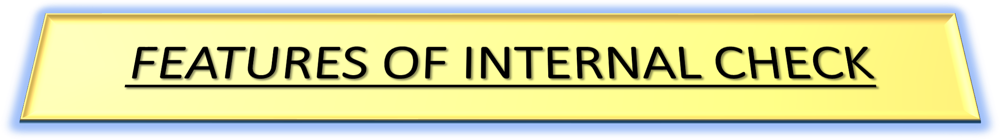 FEATURES OF INTERNAL CHECK